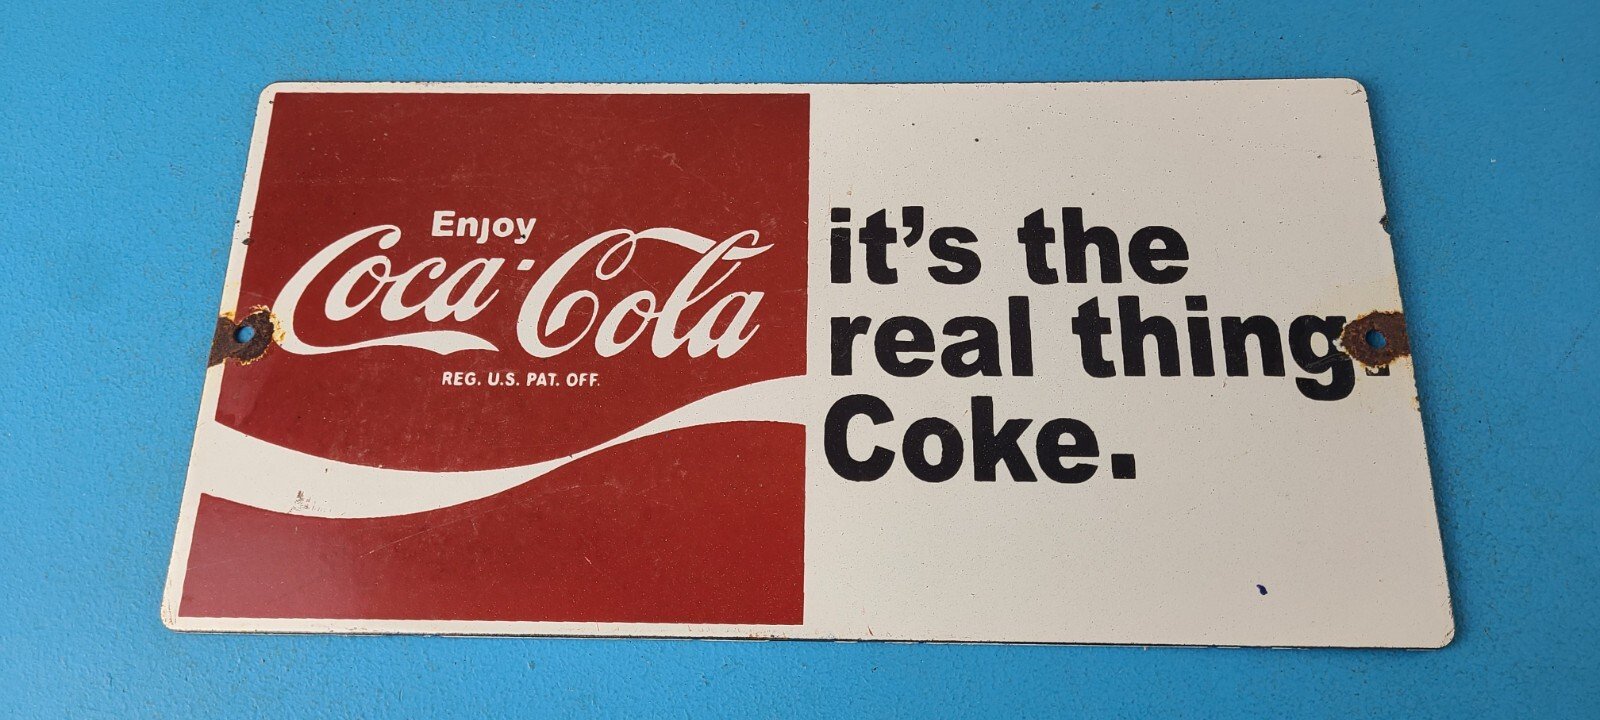 Enjoy
Coca-Cola
REG. U.S. PAT. OFF.
it's the
real thing.
Coke.